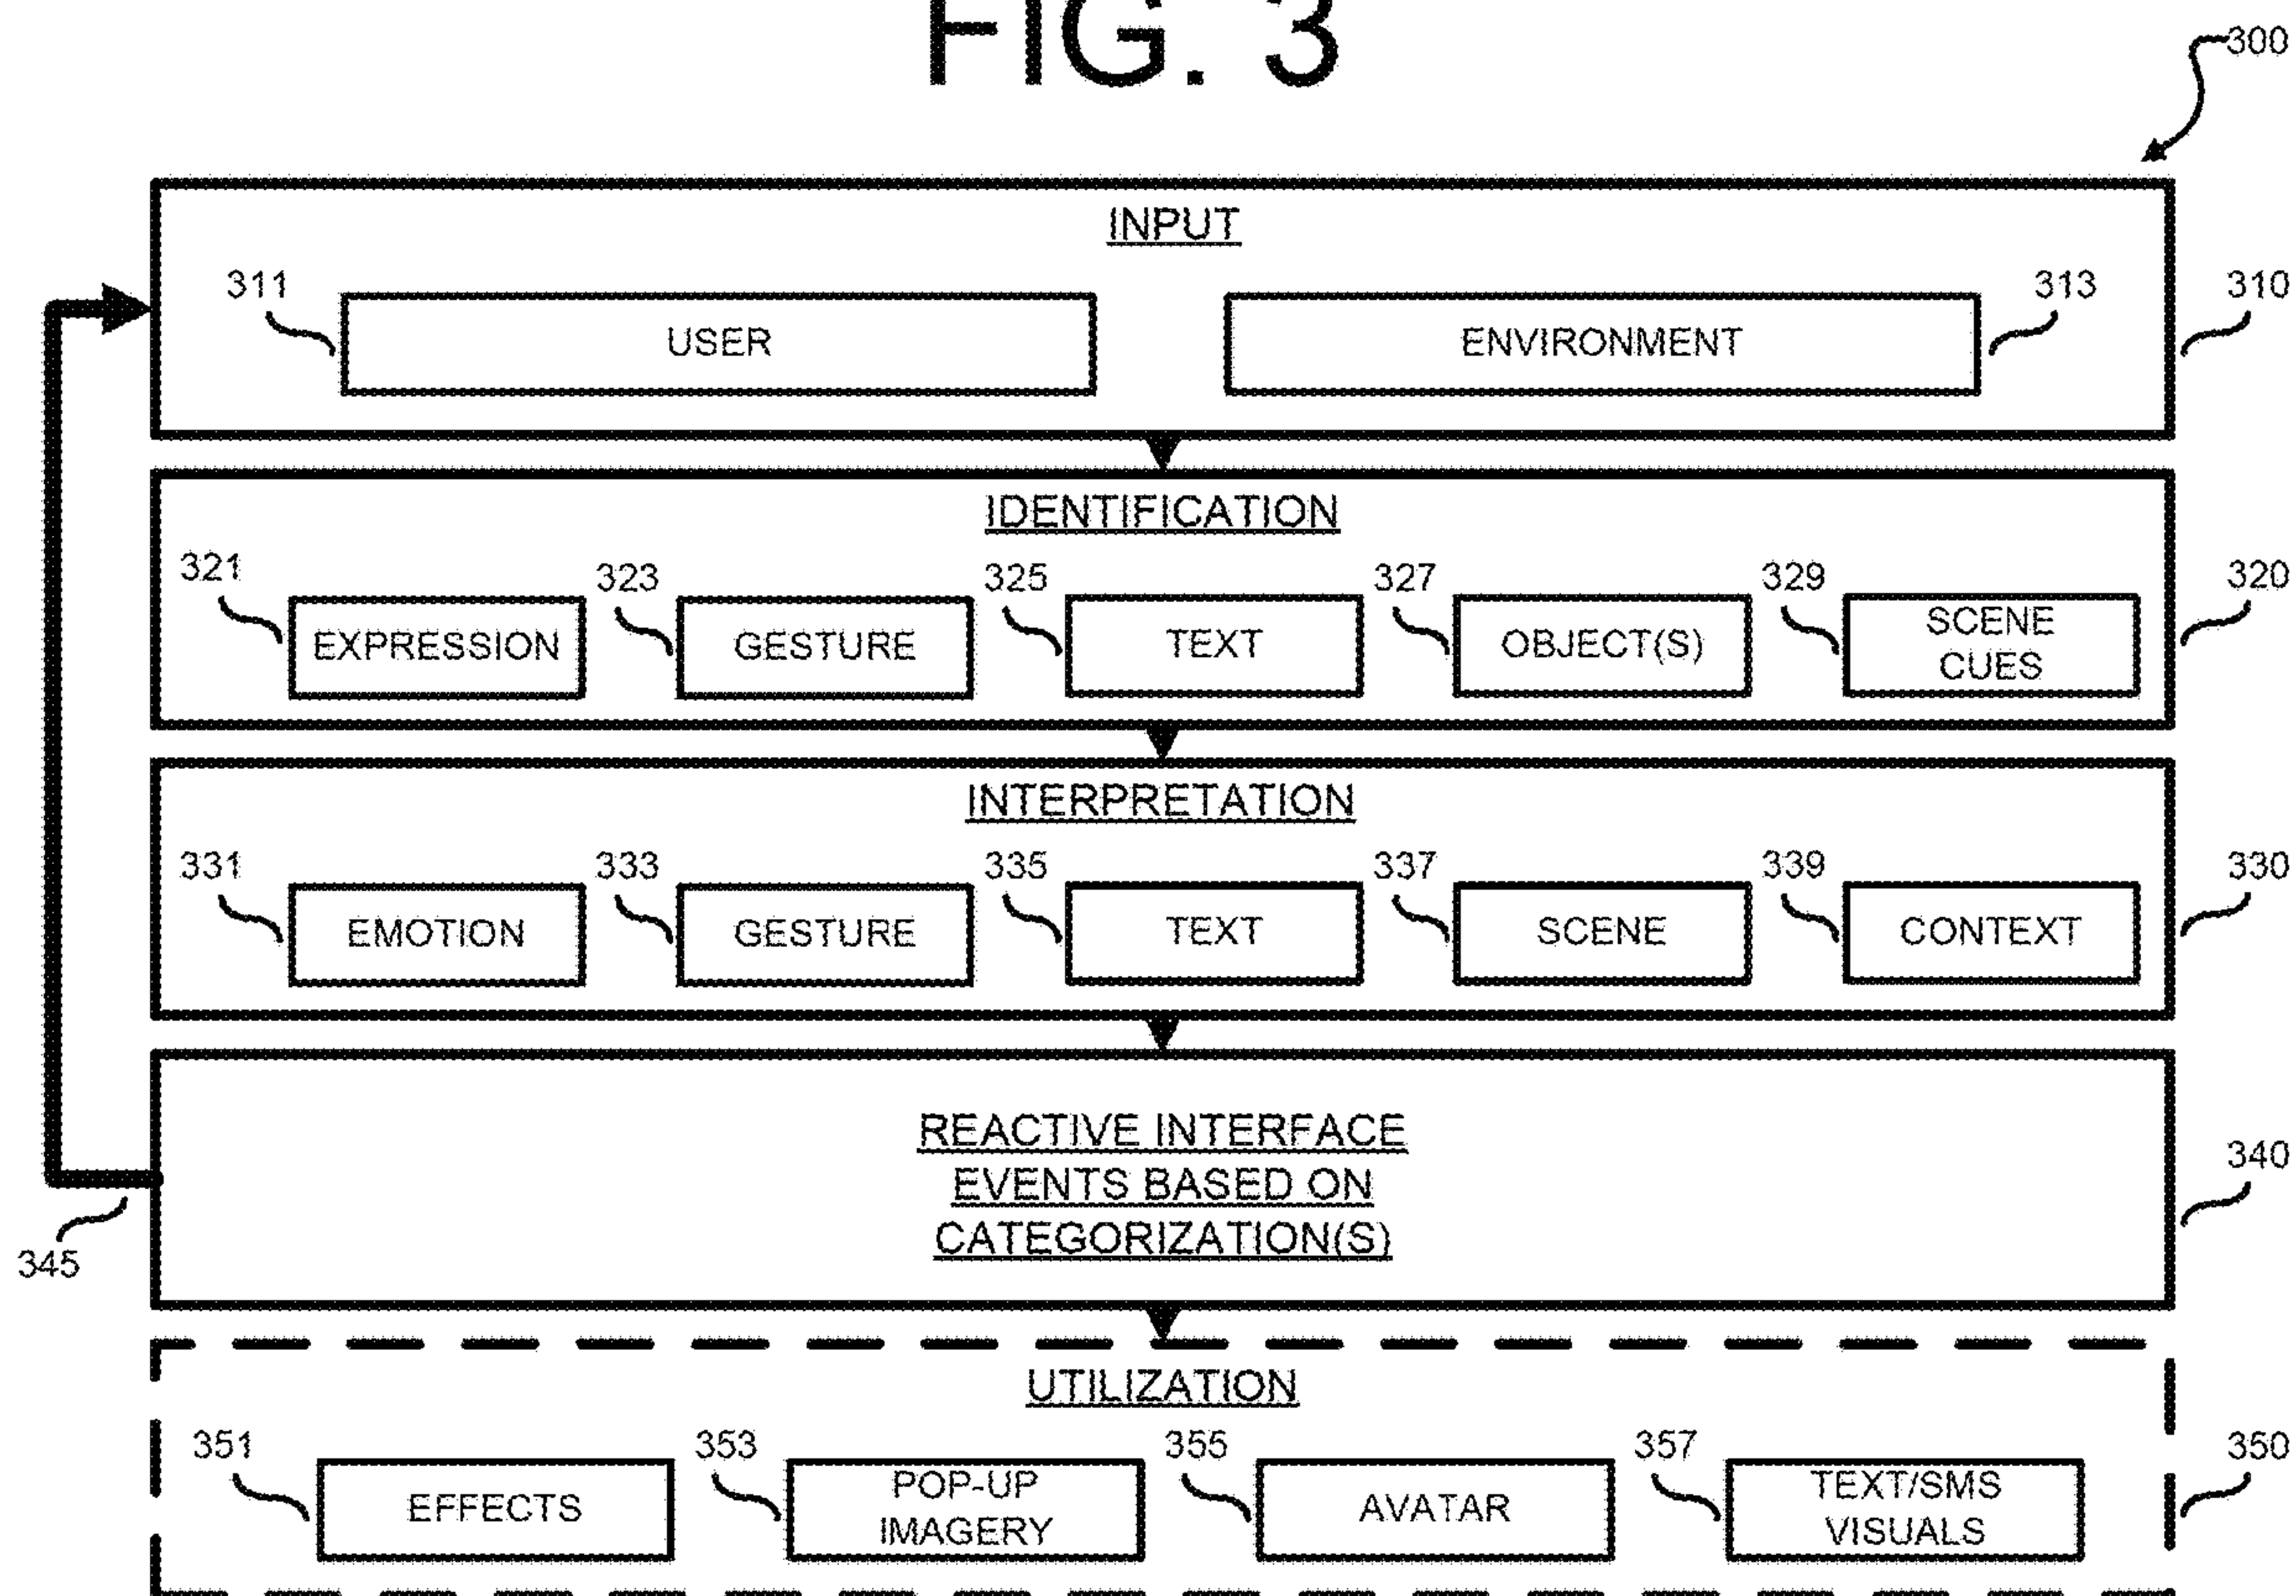 FIG. 3
300
INPUT
311
USER
ENVIRONMENT
313
310
IDENTIFICATION
321
EXPRESSION
323
GESTURE
325
TEXT
327
OBJECT(S)
329
SCENE
CUES
320
INTERPRETATION
331
EMOTION
333
GESTURE
335
TEXT
337
SCENE
339
CONTEXT
330
REACTIVE INTERFACE
EVENTS BASED ON
CATEGORIZATION(S)
340
345
UTILIZATION
351
EFFECTS
353
POP-UP
IMAGERY
355
AVATAR
357
TEXT/SMS
VISUALS
350